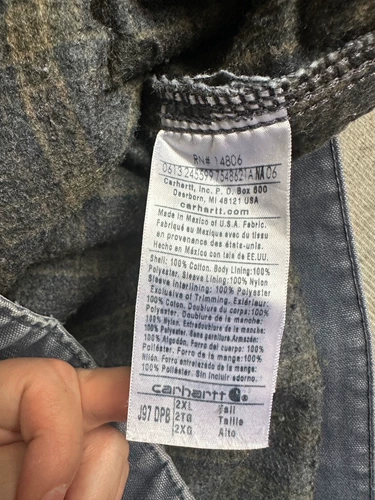 RN# 14806
0613 245599 7548621A NA 06
Carhartt, Inc. P. O. Box 600
Dearborn, MI 48121 USA
carhartt.com
Made in Mexico of U.S.A. Fabric.
Fabriqué au Mexique avec du tissu
en provenance des états-unis.
Hecho en México con tela de EE.UU.
Shell: 100% Cotton. Body Lining:100%
Polyester. Sleeve Lining:100% Nylon
Sleeve Interlining: 100% Polyester
Exclusive of Trimming. Extérieur:
100% Coton. Doublure du corps:100%
Polyester. Doublure de la manche:
100% Nylon. Entredoublure de la manche:
100% Polyester. Sans garniture. Armazón:
100% Algodón. Forro del cuerpo: 100%
Poliéster. Forro de la manga: 100%
Nilón. Forro entremedio de la manga:
100% Poliéster. Sin incluir el adorno.
carhartt
J97 DPB
2XL Tall
2TG Taille
2XG Alto